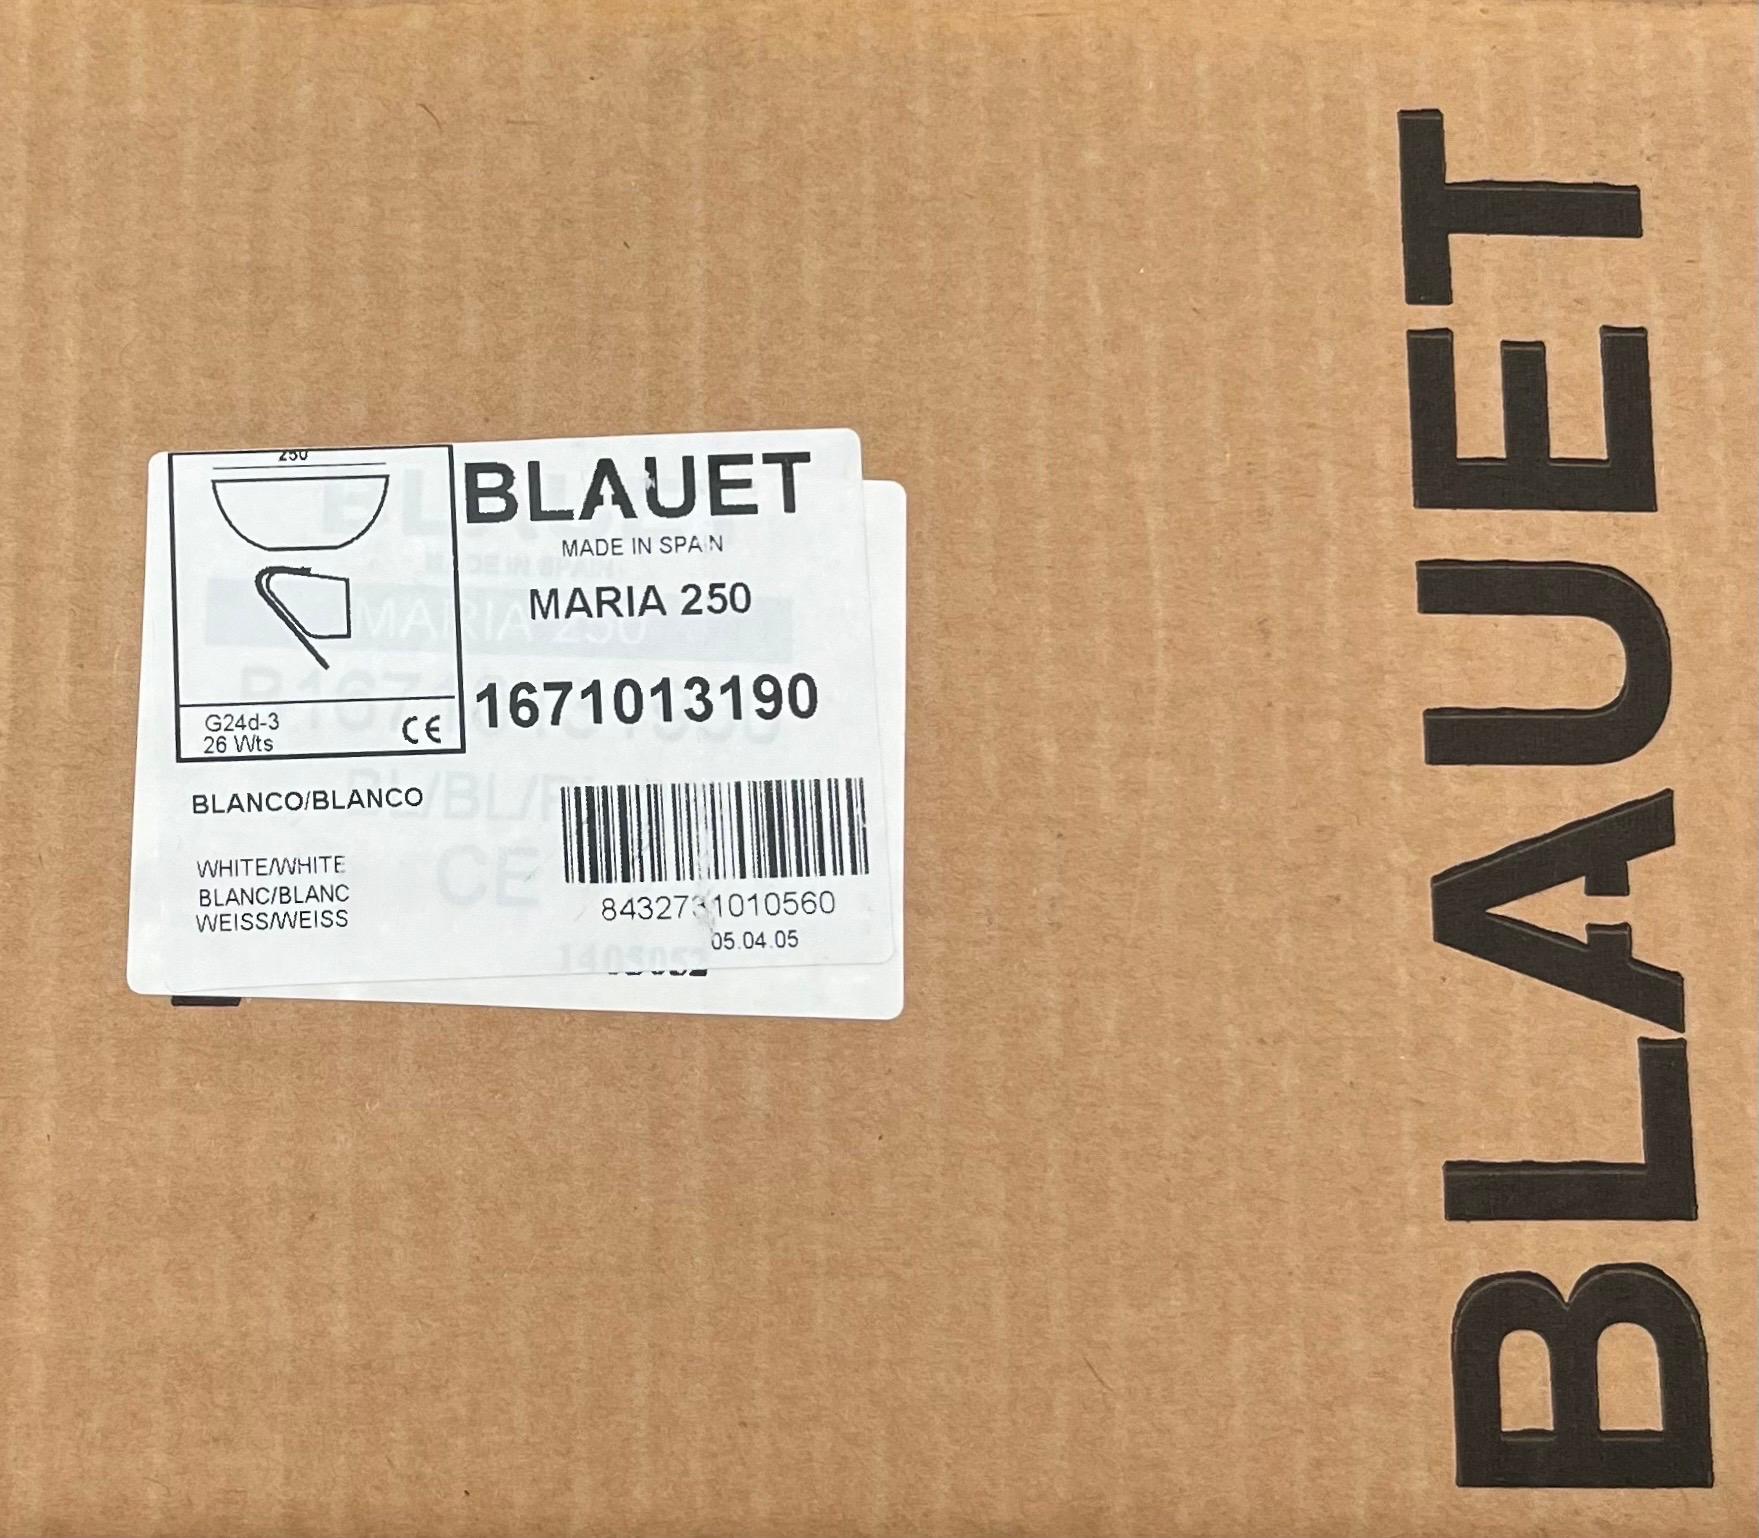 250
BLAUET
MADE IN SPAIN
MARIA 250
1671013190
G24d-3
26 Wts
CE
BLANCO/BLANCO
WHITE/WHITE
BLANC/BLANC
WEISS/WEISS
8432731010560
05.04.05
BLAUET